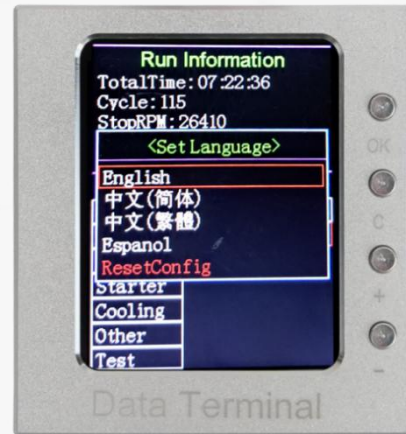 Run Information
TotalTime: 07:22:36
Cycle: 115
StopRPM: 26410
<Set Language>
English
中文(简体)
中文(繁體)
Espanol
ResetConfig
Starter
Cooling
Other
Test
OK
C
+
-
Data Terminal